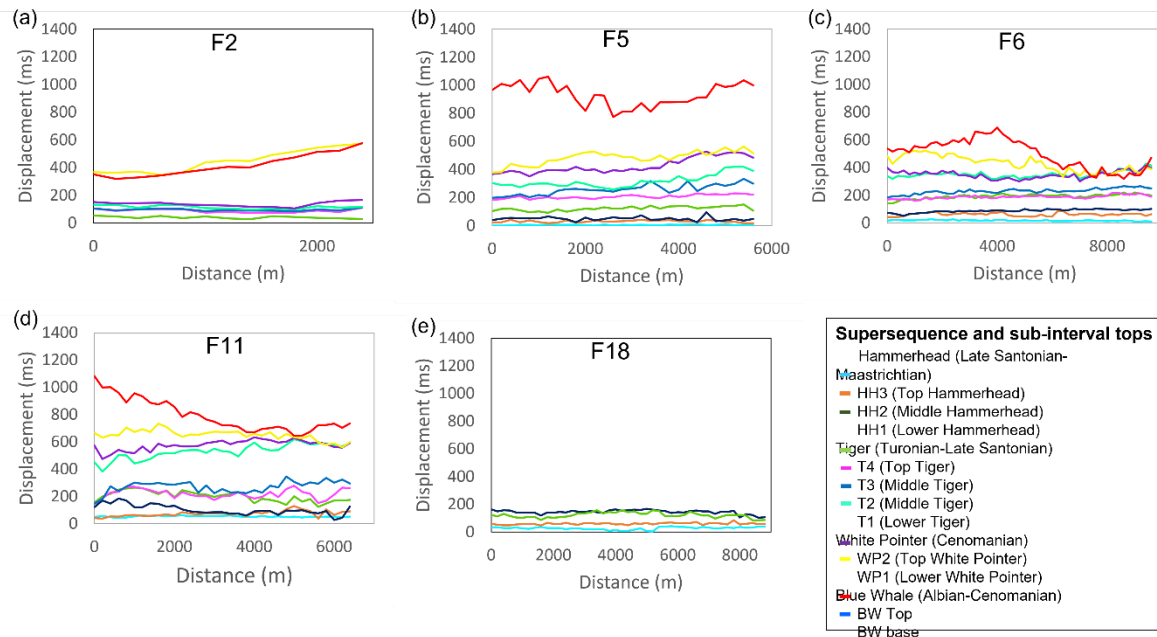 (a)
F2
1400
1200
1000
800
600
400
200
0
Displacement (ms)
0
2000
Distance (m)
(b)
F5
1400
1200
1000
800
600
400
200
0
Displacement (ms)
0
2000
4000
6000
Distance (m)
(c)
F6
1400
1200
1000
800
600
400
200
0
Displacement (ms)
0
4000
8000
Distance (m)
(d)
F11
1400
1200
1000
800
600
400
200
0
Displacement (ms)
0
2000
4000
6000
8000
Distance (m)
(e)
F18
1400
1200
1000
800
600
400
200
0
Displacement (ms)
0
2000
4000
6000
8000
Distance (m)
Supersequence and sub-interval tops
Hammerhead (Late Santonian-
Maastrichtian)
HH3 (Top Hammerhead)
HH2 (Middle Hammerhead)
HH1 (Lower Hammerhead)
Tiger (Turonian-Late Santonian)
T4 (Top Tiger)
T3 (Middle Tiger)
T2 (Middle Tiger)
T1 (Lower Tiger)
White Pointer (Cenomanian)
WP2 (Top White Pointer)
WP1 (Lower White Pointer)
Blue Whale (Albian-Cenomanian)
BW Top
BW base